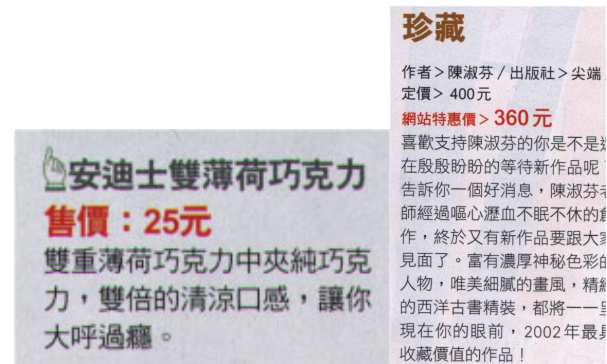 安迪士雙薄荷巧克力
售價：25元
雙重薄荷巧克力中夾純巧克
力，雙倍的清涼口感，讓你
大呼過癮。
珍藏
作者＞陳淑芬／出版社＞尖端
定價＞ 400元
網站特惠價＞ 360元
喜歡支持陳淑芬的你是不是
在殷殷盼盼的等待新作品呢
告訴你一個好消息，陳淑芬
師經過嘔心瀝血不眠不休的
作，終於又有新作品要跟大
見面了。富有濃厚神秘色彩
人物，唯美細膩的畫風，精
的西洋古書精裝，都將一一
現在你的眼前，2002年最
收藏價值的作品！